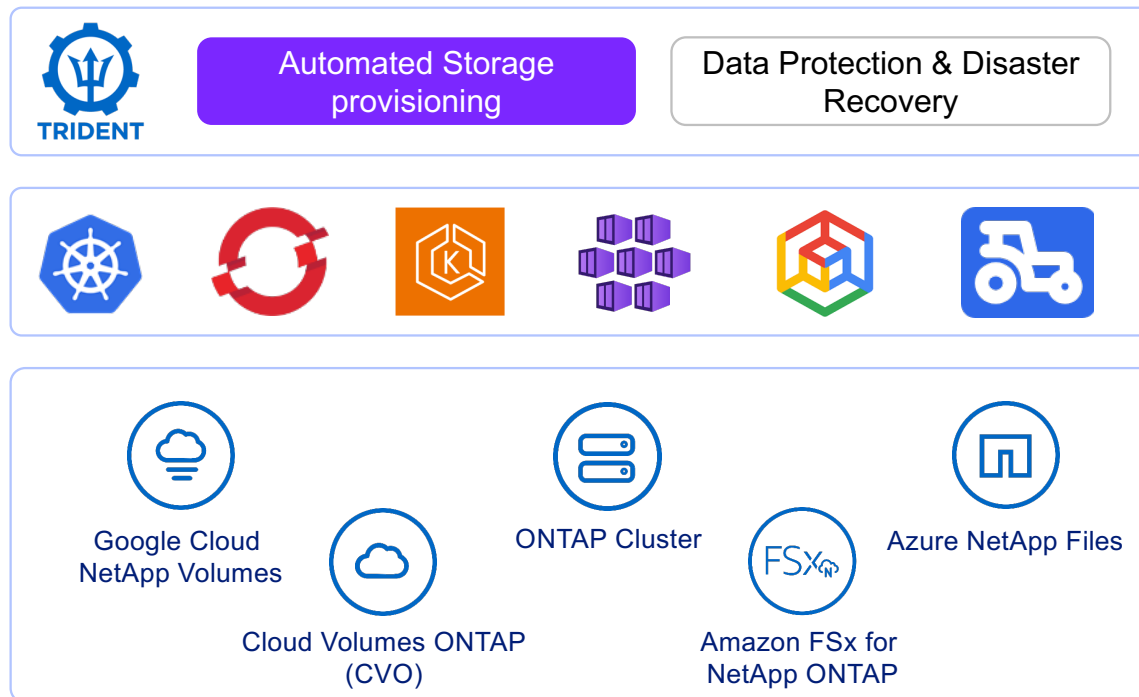 TRIDENT
Automated Storage
provisioning
Data Protection & Disaster
Recovery
K
Google Cloud
NetApp Volumes
Cloud Volumes ONTAP
(CVO)
ONTAP Cluster
FSx
N
Amazon FSx for
NetApp ONTAP
Azure NetApp Files